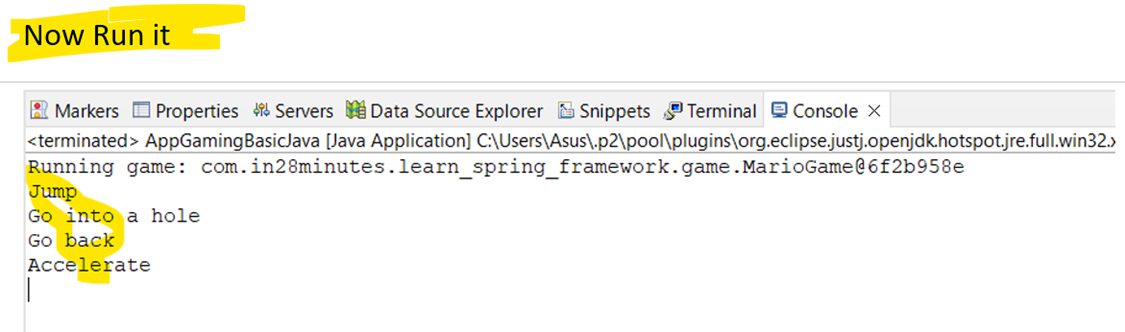 Now Run it
Markers Properties Servers Data Source Explorer Snippets Terminal Console
<terminated> AppGamingBasicJava [Java Application] C:\Users\Asus\.p2\pool\plugins\org.eclipse.justj.openjdk.hotspot.jre.full.win32.x
Running game: com.in28minutes.learn_spring_framework.game.MarioGame@6f2b958e
Jump
Go into a hole
Go back
Accelerate